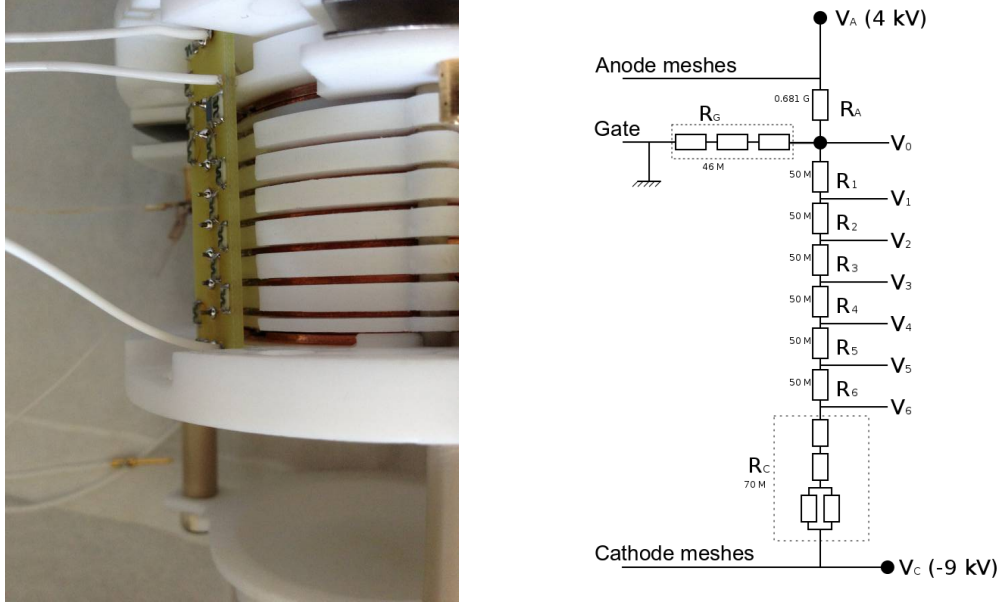 VA (4 kV)
Anode meshes
0.681 G
RA
RG
Gate
V0
46 M
50 M
R1
V1
50 M
R2
V2
50 M
R3
V3
50 M
R4
V4
50 M
R5
V5
50 M
R6
V6
RC
70 M
Cathode meshes
VC (-9 kV)